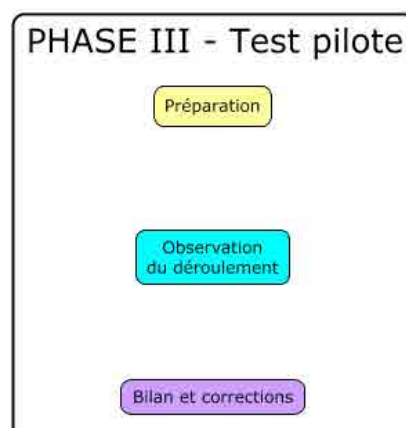 PHASE III - Test pilote
Préparation
Observation
du déroulement
Bilan et corrections